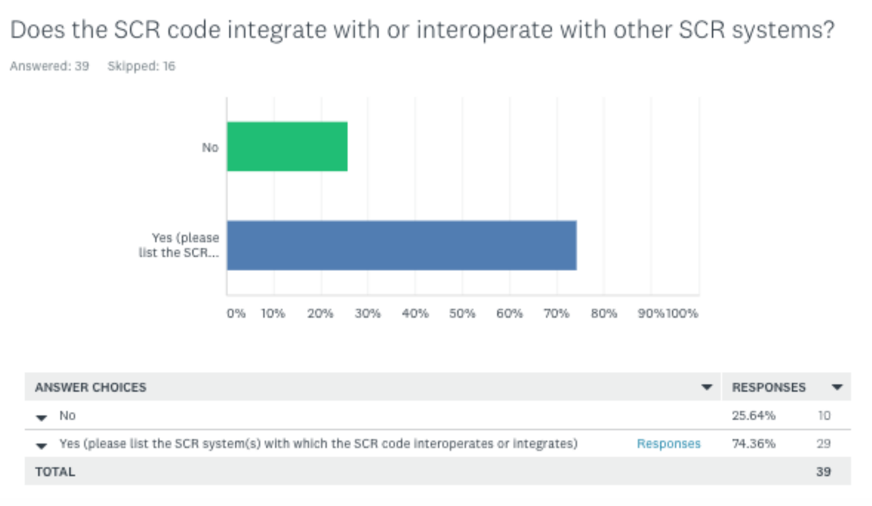 Does the SCR code integrate with or interoperate with other SCR systems?
Answered: 39 Skipped: 16
No
Yes (please
list the SCR...
0% 10% 20% 30% 40% 50% 60% 70% 80% 90% 100%
ANSWER CHOICES RESPONSES
No 25.64% 10
Yes (please list the SCR system(s) with which the SCR code interoperates or integrates) Responses 74.36% 29
TOTAL 39